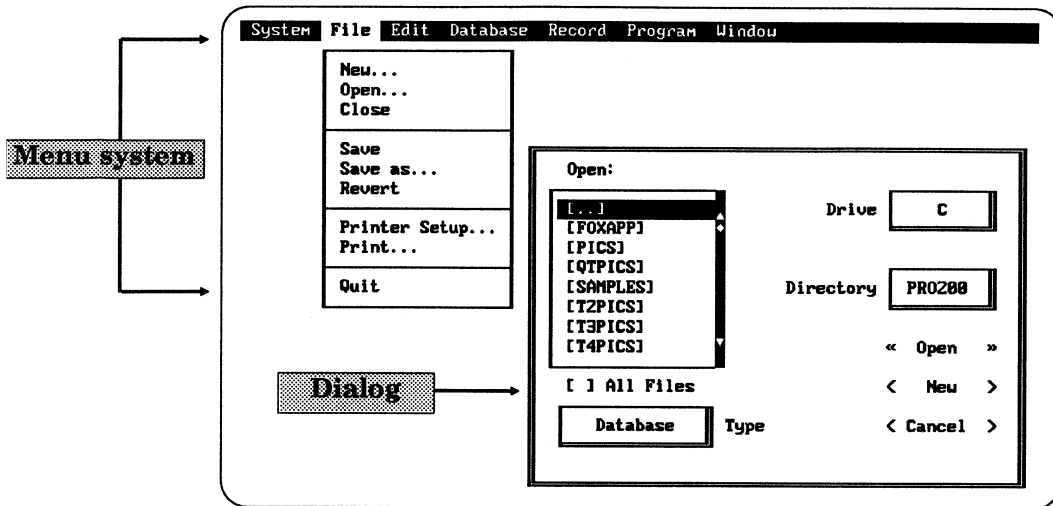 System File Edit Database Record Program Window
New...
Open...
Close
Save
Save as...
Revert
Printer Setup...
Print...
Quit
Menu system
Open:
[..]
[FOXAPP]
[PICS]
[QTPICS]
[SAMPLES]
[T2PICS]
[T3PICS]
[T4PICS]
Drive C
Directory PRO200
« Open »
< New >
< Cancel >
[ ] All Files
Database Type
Dialog